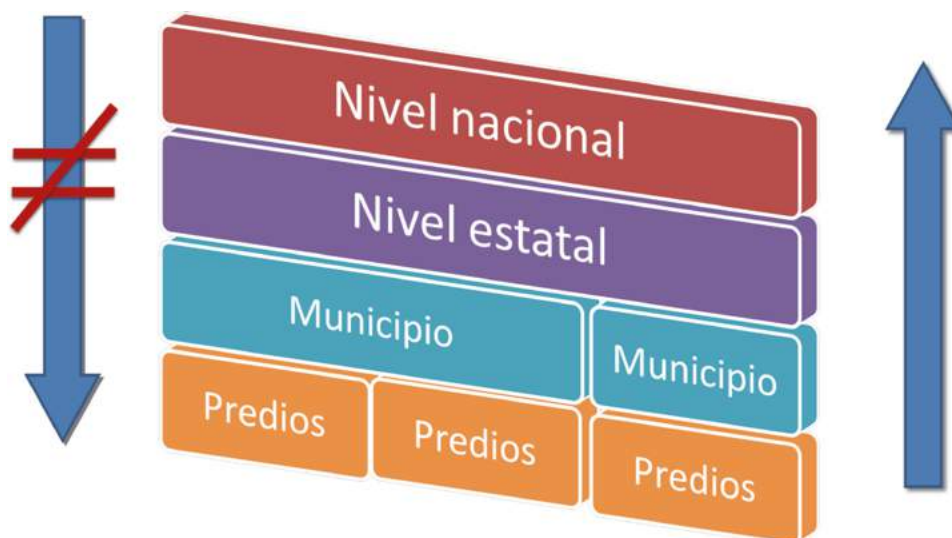 Nivel nacional
Nivel estatal
Municipio
Municipio
Predios
Predios
Predios